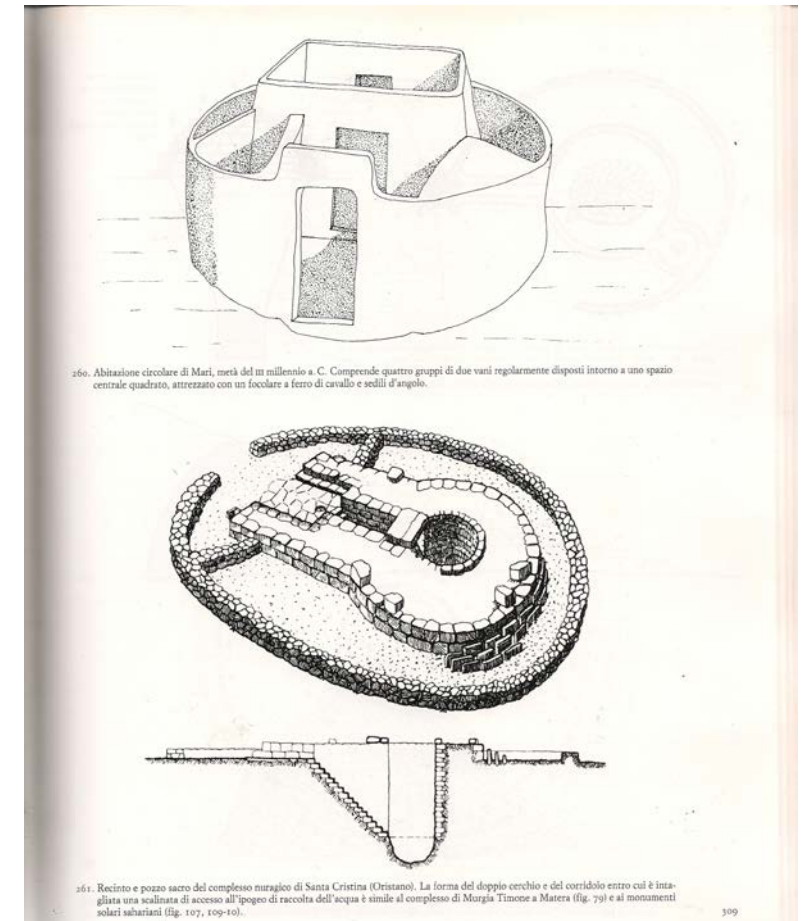 260. Abitazione circolare di Mari, metà del III millennio a. C. Comprende quattro gruppi di due vani regolarmente disposti intorno a uno spazio
centrale quadrato, attrezzato con un focolare a ferro di cavallo e sedili d'angolo.
261. Recinto e pozzo sacro del complesso nuragico di Santa Cristina (Oristano). La forma del doppio cerchio e del corridoio entro cui è inta-
gliata una scalinata di accesso all'ipogeo di raccolta dell'acqua è simile al complesso di Murgia Timone a Matera (fig. 79) e ai monumenti
solari sahariani (fig. 107, 109-10).
309